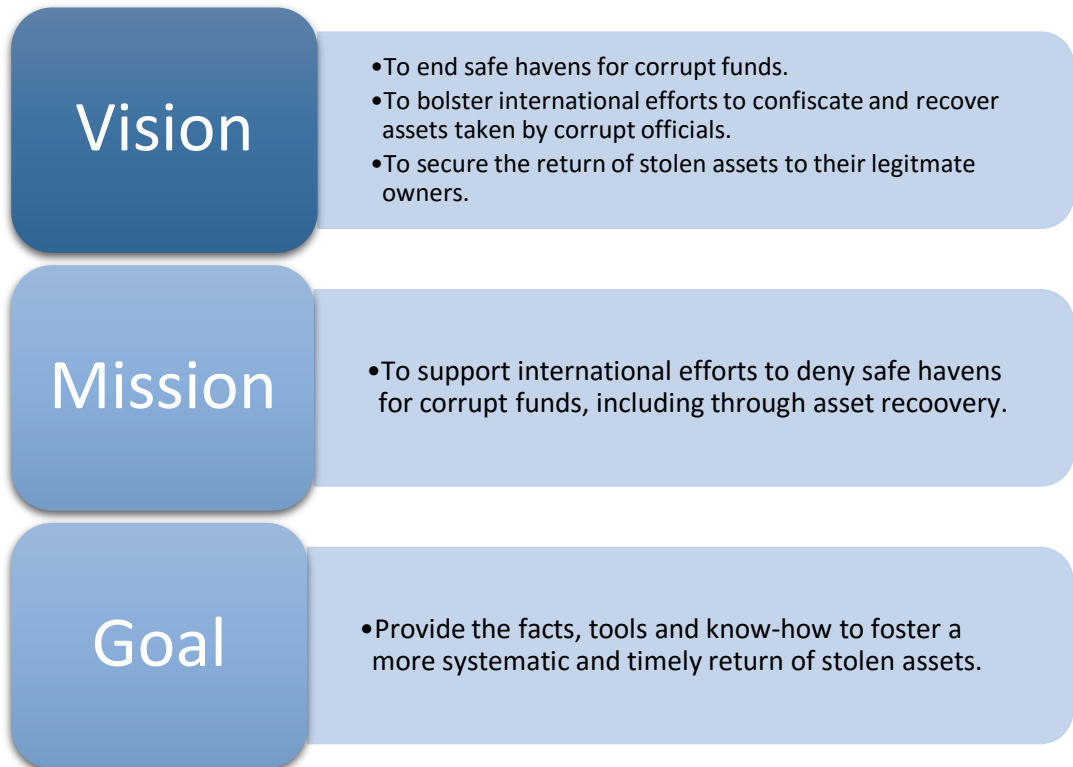 Vision
•To end safe havens for corrupt funds.
•To bolster international efforts to confiscate and recover
assets taken by corrupt officials.
•To secure the return of stolen assets to their legitmate
owners.
Mission
•To support international efforts to deny safe havens
for corrupt funds, including through asset recoovery.
Goal
•Provide the facts, tools and know-how to foster a
more systematic and timely return of stolen assets.